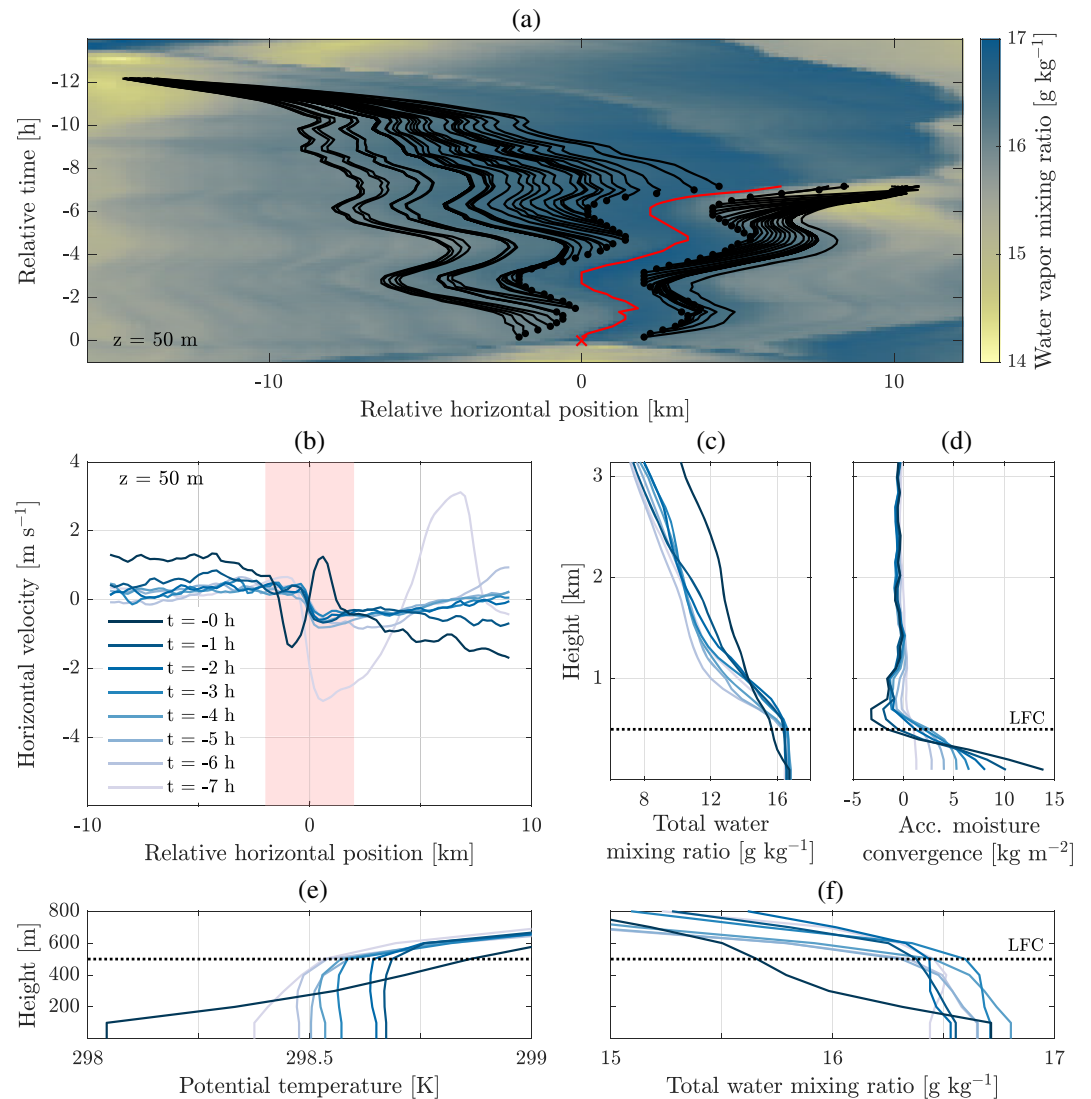 (a)
-12
-10
-8
-6
-4
-2
0
Relative time [h]
z = 50 m
-10
0
10
Relative horizontal position [km]
17
16
15
14
Water vapor mixing ratio [g kg⁻¹]
(b)
z = 50 m
4
2
0
-2
-4
Horizontal velocity [m s⁻¹]
t = -0 h
t = -1 h
t = -2 h
t = -3 h
t = -4 h
t = -5 h
t = -6 h
t = -7 h
-10
0
10
Relative horizontal position [km]
(c)
3
2
1
Height [km]
8
12
16
Total water
mixing ratio [g kg⁻¹]
(d)
LFC
-5
0
5
10
15
Acc. moisture
convergence [kg m⁻²]
(e)
800
600
400
200
Height [m]
298
298.5
299
Potential temperature [K]
(f)
LFC
15
16
17
Total water mixing ratio [g kg⁻¹]